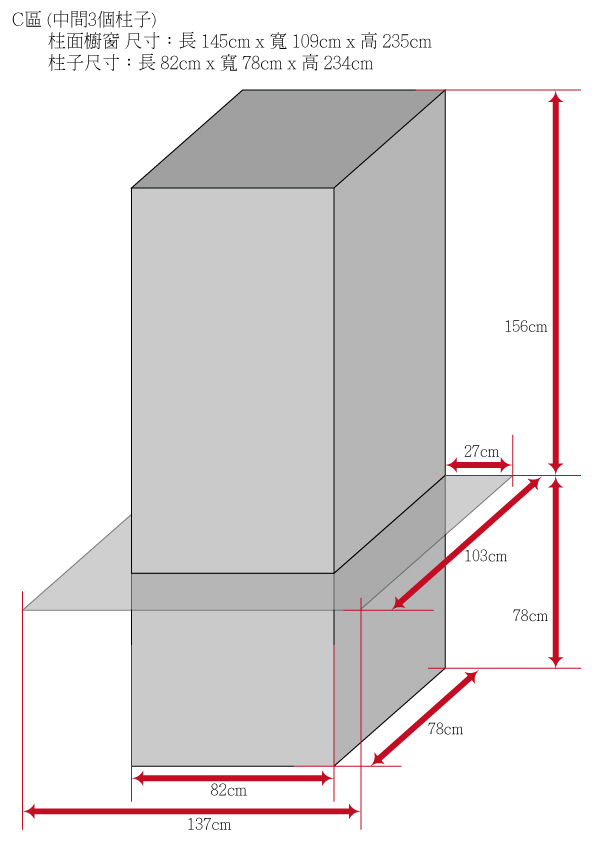 C區 (中間3個柱子)
柱面櫥窗 尺寸：長 145cm x 寬 109cm x 高 235cm
柱子尺寸：長 82cm x 寬 78cm x 高 234cm
156cm
27cm
103cm
78cm
78cm
82cm
137cm